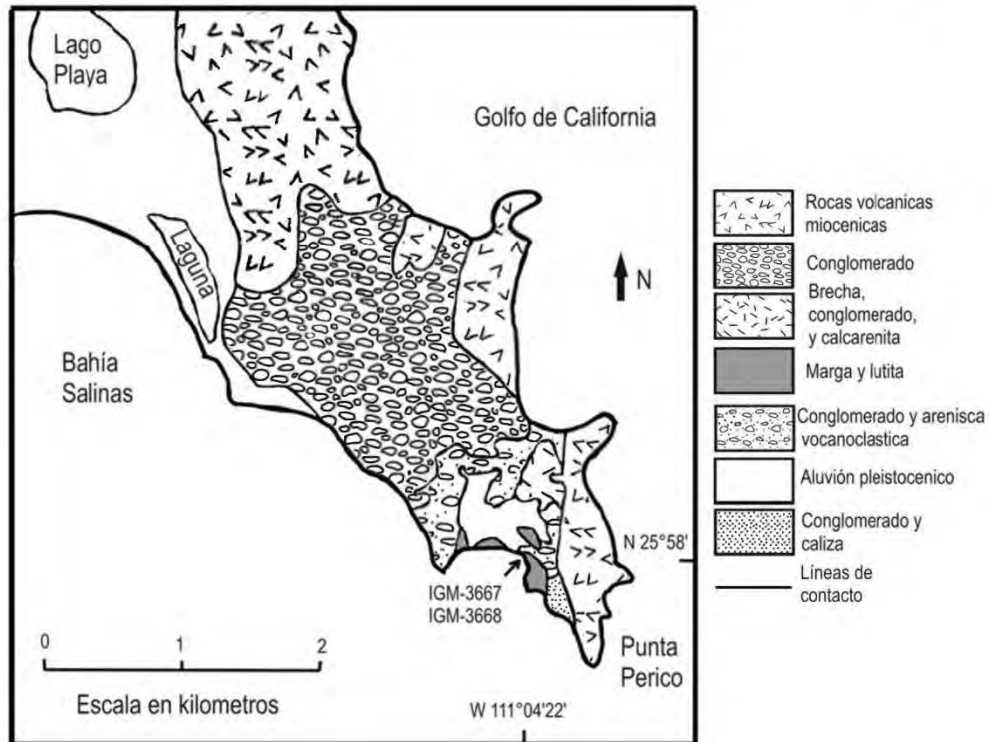 Lago
Playa
Golfo de California
Laguna
N
Bahía
Salinas
N 25°58'
IGM-3667
IGM-3668
Punta
Perico
0 1 2
Escala en kilometros
W 111°04'22'
Rocas volcanicas
miocenicas
Conglomerado
Brecha,
conglomerado,
y calcarenita
Marga y lutita
Conglomerado y arenisca
vocanoclastica
Aluvión pleistocenico
Conglomerado y
caliza
Líneas de
contacto